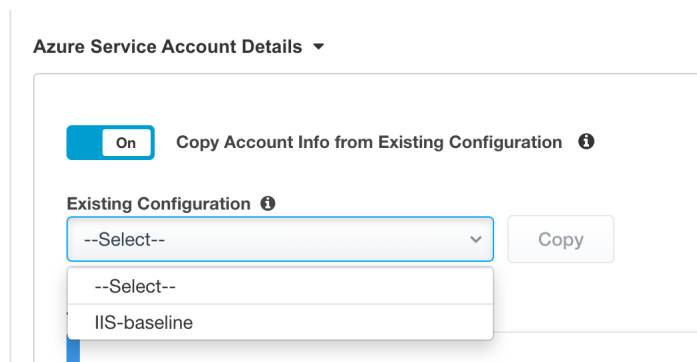 Azure Service Account Details
On
Copy Account Info from Existing Configuration
Existing Configuration
--Select--
Copy
--Select--
IIS-baseline